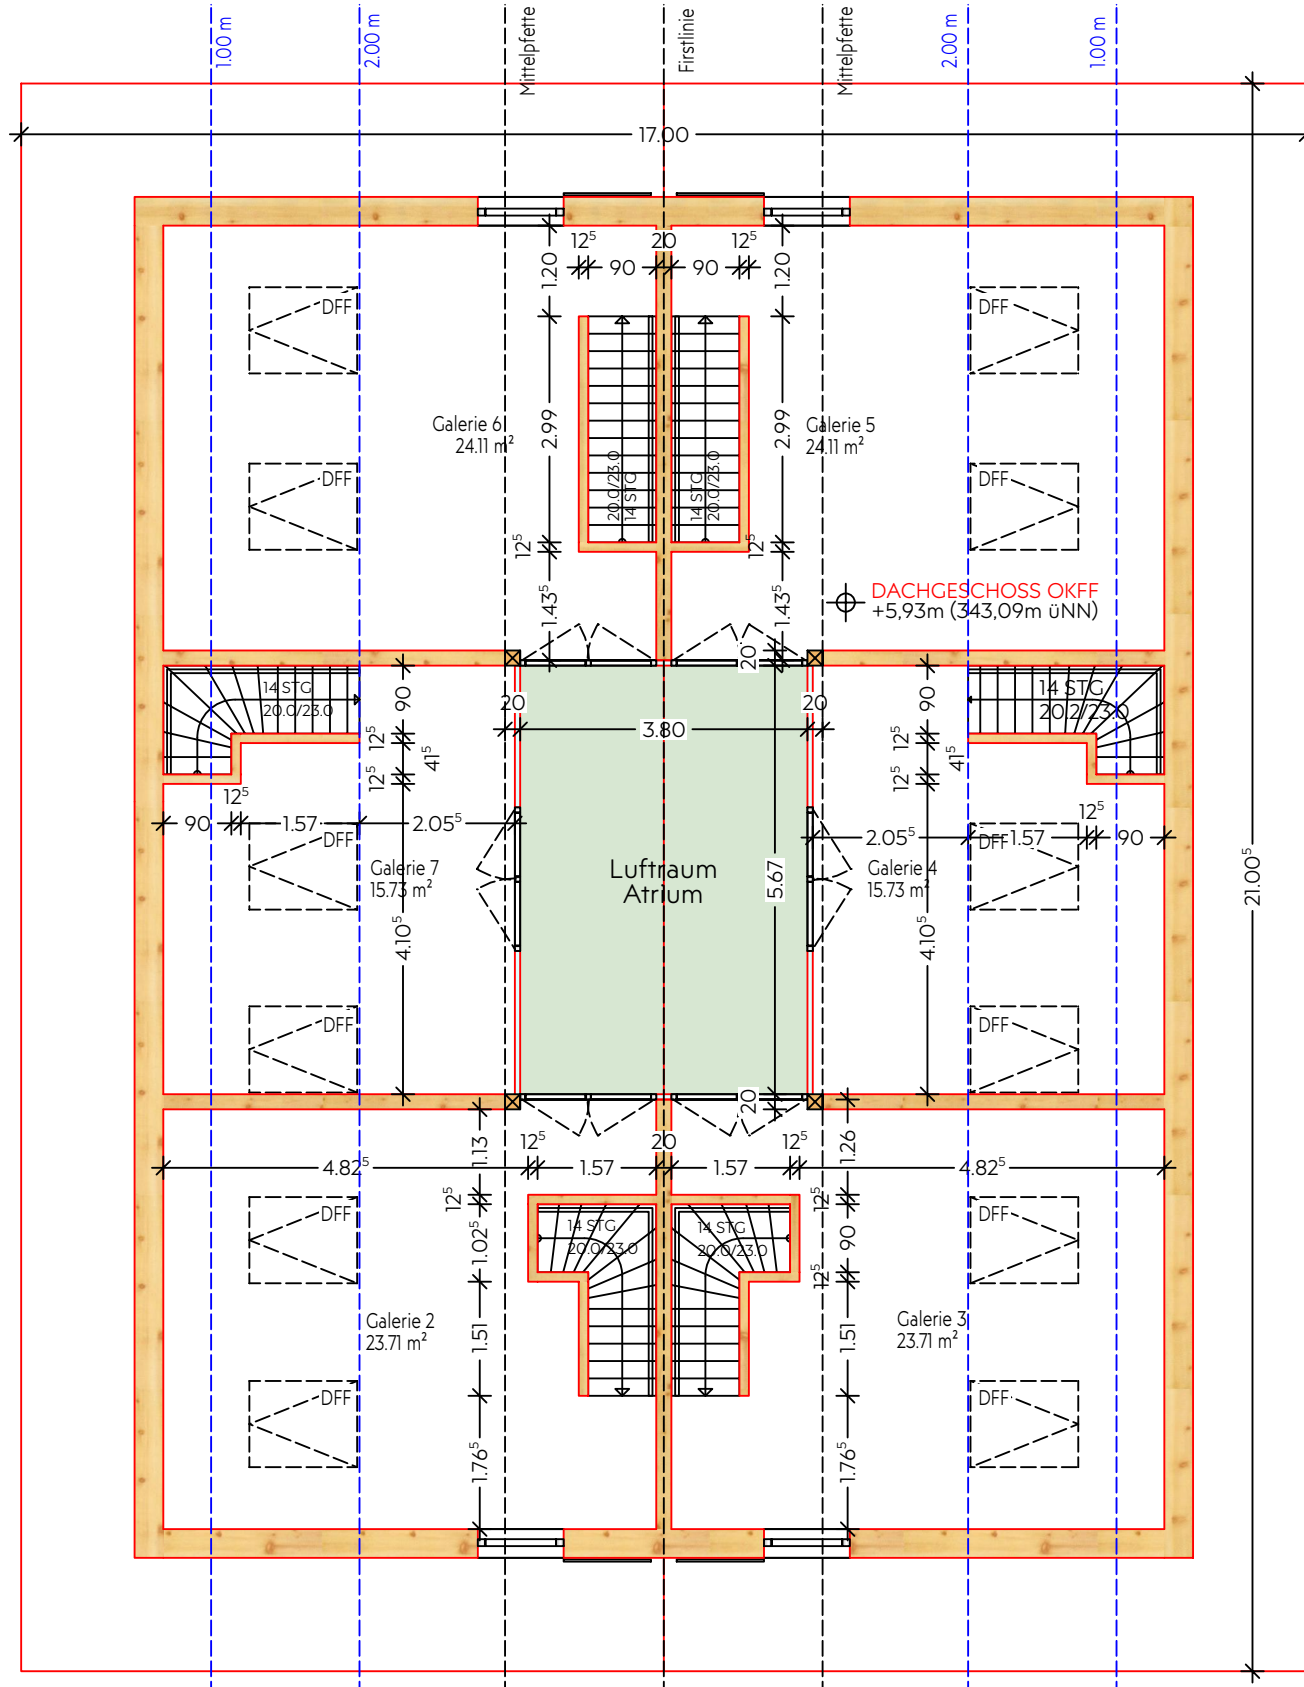 1.00 m
2.00 m
Mittelpfette
Firstlinie
Mittelpfette
2.00 m
1.00 m
17.00
12⁵
20
12⁵
90
90
1.20
1.20
DFF
DFF
Galerie 6
24.11 m²
2.99
2.99
Galerie 5
24.11 m²
DFF
DFF
20.0/23.0
14 STG
14 STG
20.0/23.0
12⁵
12⁵
1.43⁵
1.43⁵
DACHGESCHOSS OKFF
+5,93m (343,09m üNN)
20
14 STG
20.0/23.0
90
20
3.80
20
90
14 STG
20.2/23.0
12⁵
41⁵
12⁵
12⁵
41⁵
12⁵
12⁵
90
1.57
2.05⁵
12⁵
2.05⁵
1.57
90
DFF
DFF
Galerie 7
15.73 m²
Luftraum
Atrium
5.67
Galerie 4
15.73 m²
21.00⁵
4.10⁵
4.10⁵
DFF
DFF
20
12⁵
20
12⁵
1.13
1.26
4.82⁵
1.57
1.57
4.82⁵
12⁵
12⁵
DFF
DFF
14 STG
20.0/23.0
14 STG
20.0/23.0
1.02⁵
90
12⁵
Galerie 2
23.71 m²
1.51
1.51
Galerie 3
23.71 m²
DFF
DFF
1.76⁵
1.76⁵